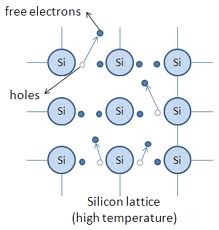 free electrons
Si Si Si
holes
Si Si Si
Si Si Si
Silicon lattice
(high temperature)